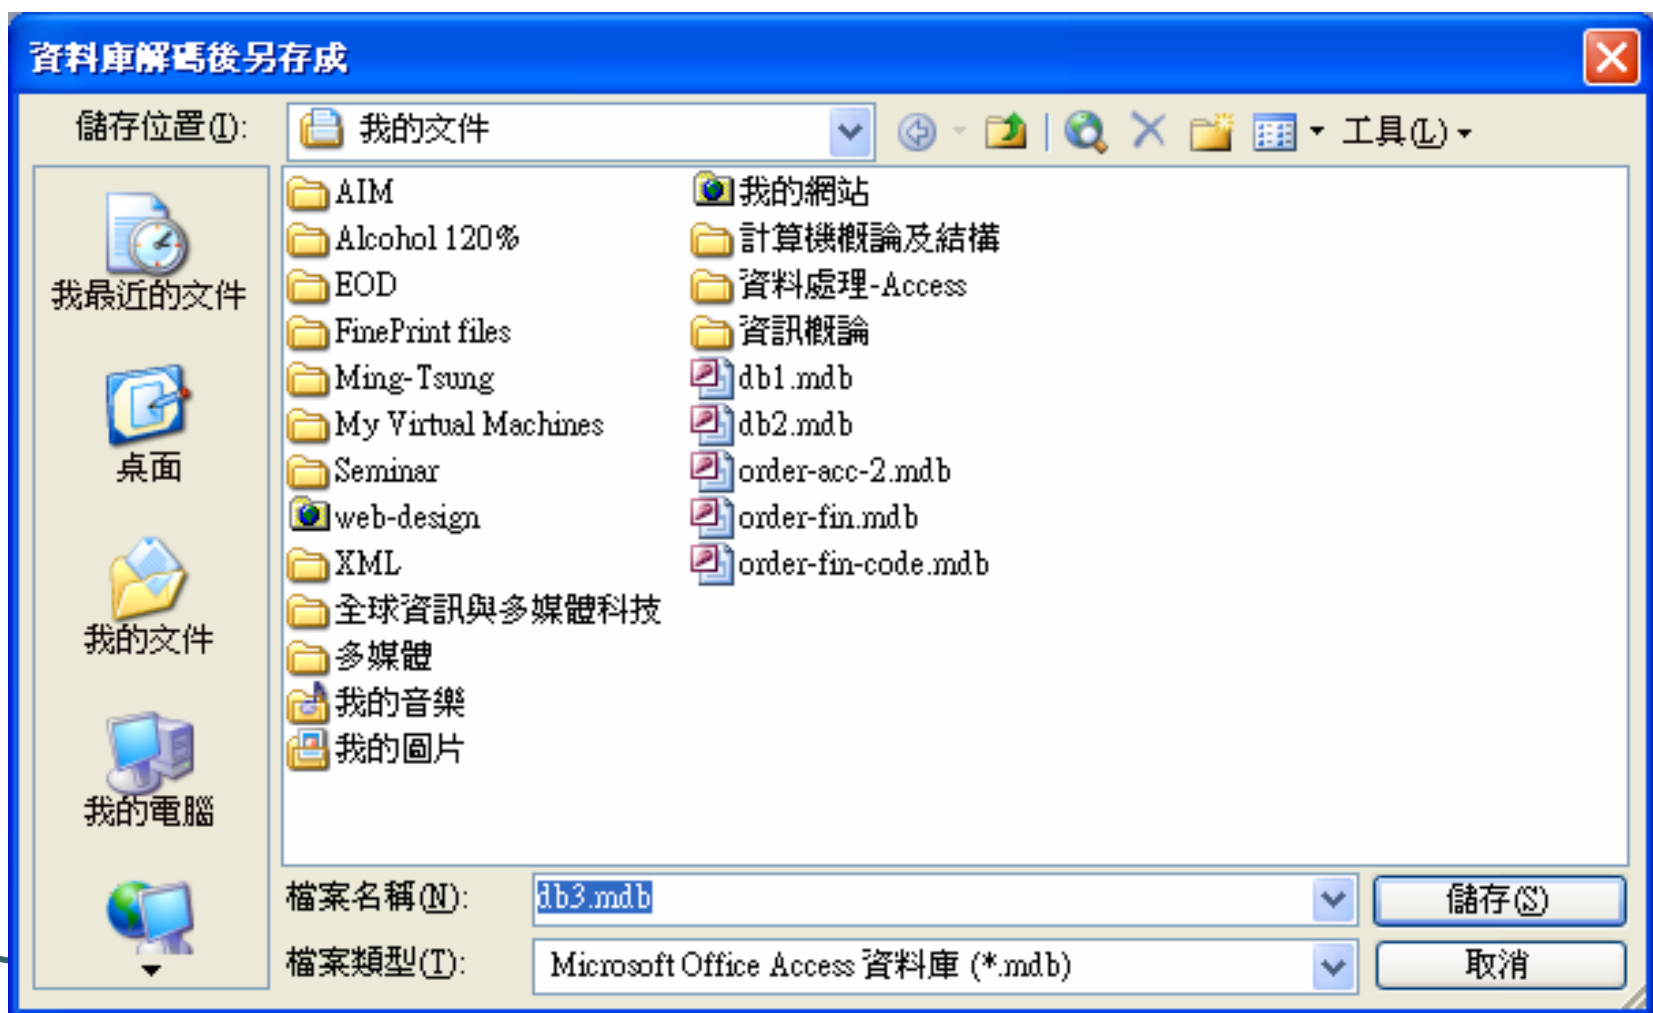 資料庫解碼後另存成
儲存位置(I):
我的文件
工具(L)
我最近的文件
桌面
我的文件
我的電腦
AIM
Alcohol 120%
EOD
FinePrint files
Ming-Tsung
My Virtual Machines
Seminar
web-design
XML
全球資訊與多媒體科技
多媒體
我的音樂
我的圖片
我的網站
計算機概論及結構
資料處理-Access
資訊概論
db1.mdb
db2.mdb
order-acc-2.mdb
order-fin.mdb
order-fin-code.mdb
檔案名稱(N):
db3.mdb
儲存(S)
檔案類型(T):
Microsoft Office Access 資料庫 (*.mdb)
取消